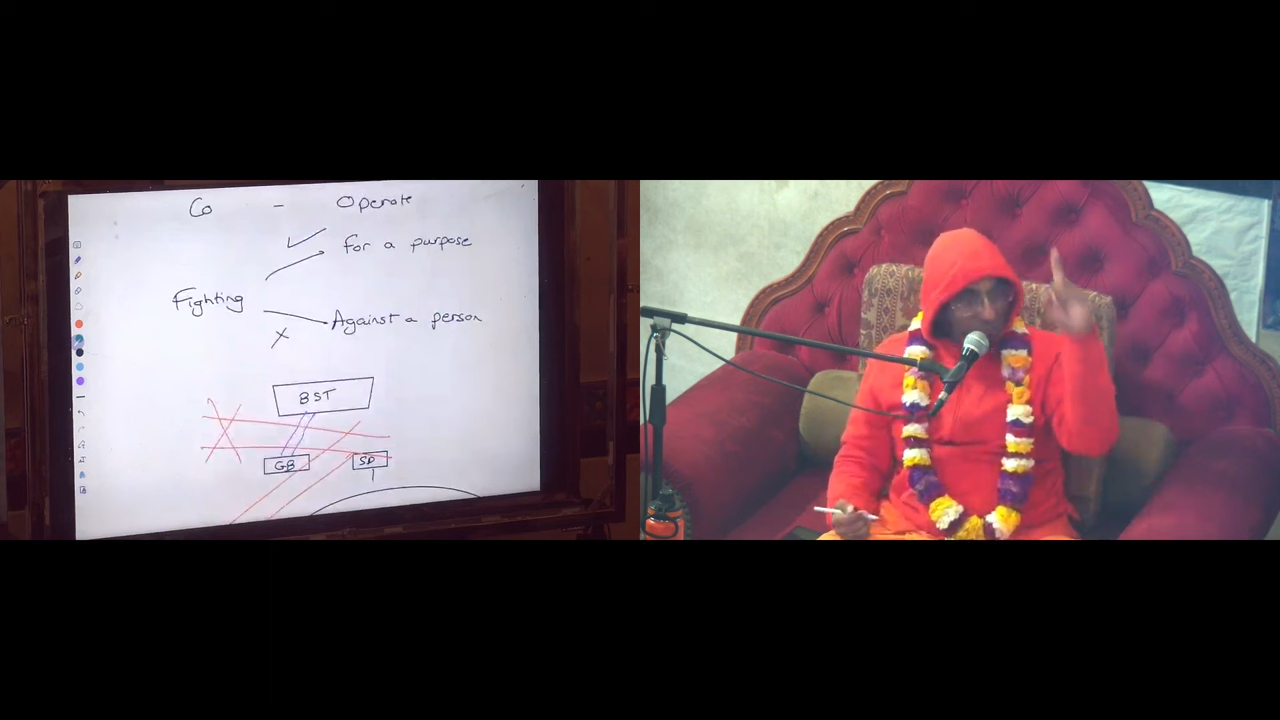 Co - Operate
for a purpose
Fighting
Against a person
BST
GB SP